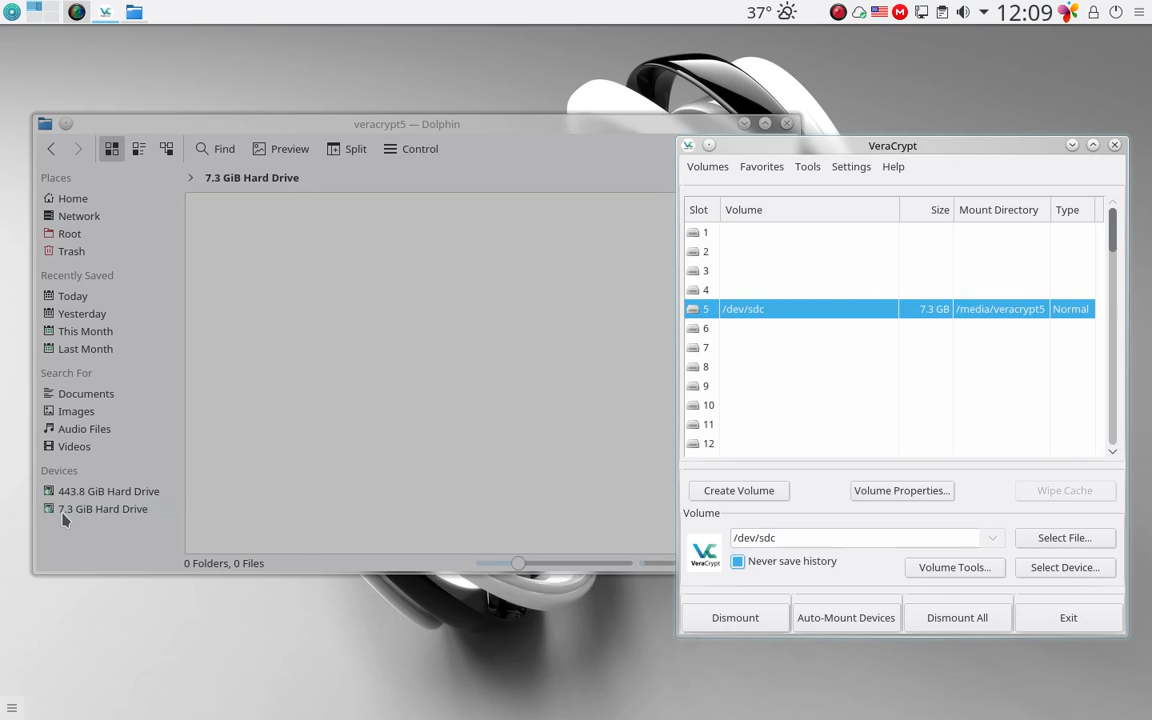 37°
12:09
veracrypt5 — Dolphin
Find
Preview
Split
Control
Places
7.3 GiB Hard Drive
Home
Network
Root
Trash
Recently Saved
Today
Yesterday
This Month
Last Month
Search For
Documents
Images
Audio Files
Videos
Devices
443.8 GiB Hard Drive
7.3 GiB Hard Drive
0 Folders, 0 Files
VeraCrypt
Volumes Favorites Tools Settings Help
Slot Volume Size Mount Directory Type
1
2
3
4
5 /dev/sdc 7.3 GB /media/veracrypt5 Normal
6
7
8
9
10
11
12
Create Volume Volume Properties... Wipe Cache
Volume
/dev/sdc Select File...
VeraCrypt
Never save history
Volume Tools... Select Device...
Dismount Auto-Mount Devices Dismount All Exit